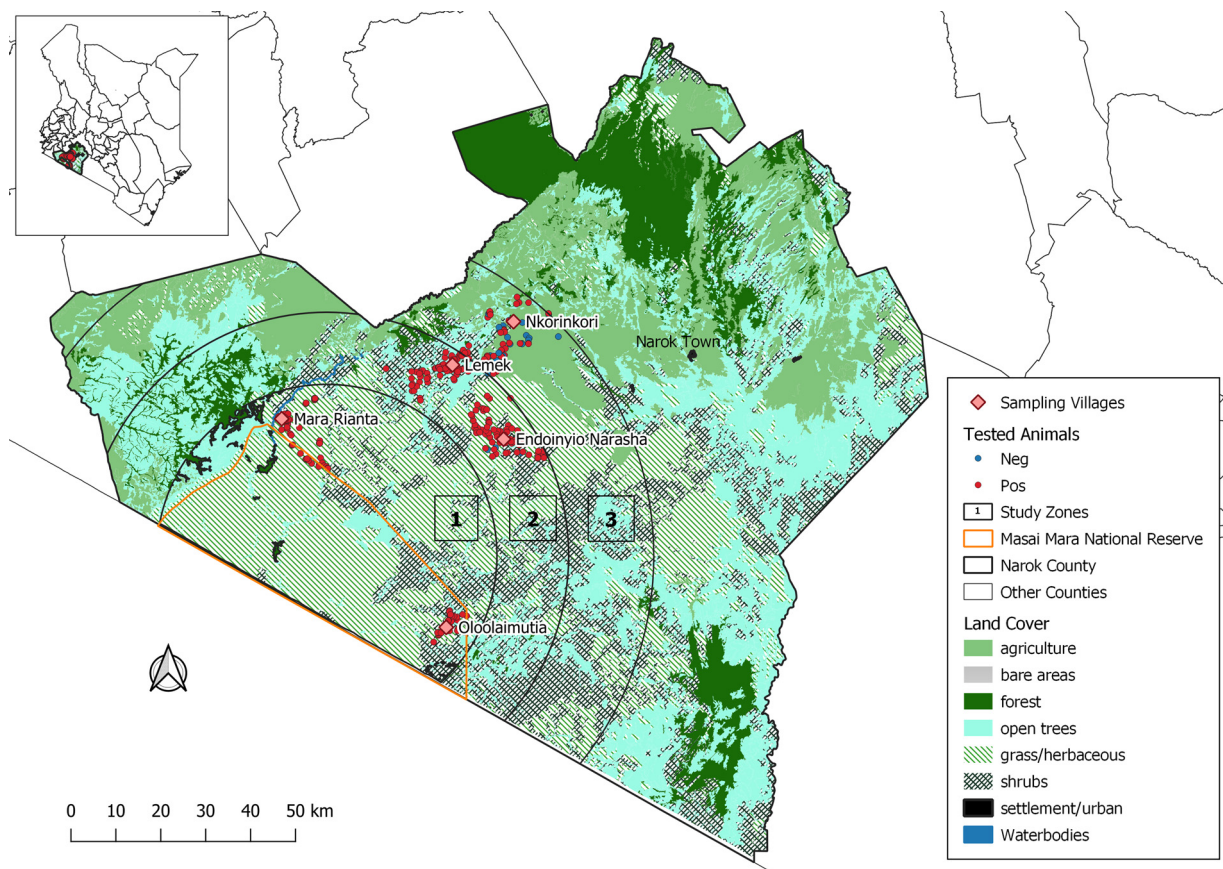 Nkorinkori
Narok Town
Lemek
Mara Rianta
Endoinyio Narasha
1
2
3
Oloolaimutia
0 10 20 30 40 50 km
Sampling Villages
Tested Animals
Neg
Pos
1 Study Zones
Masai Mara National Reserve
Narok County
Other Counties
Land Cover
agriculture
bare areas
forest
open trees
grass/herbaceous
shrubs
settlement/urban
Waterbodies